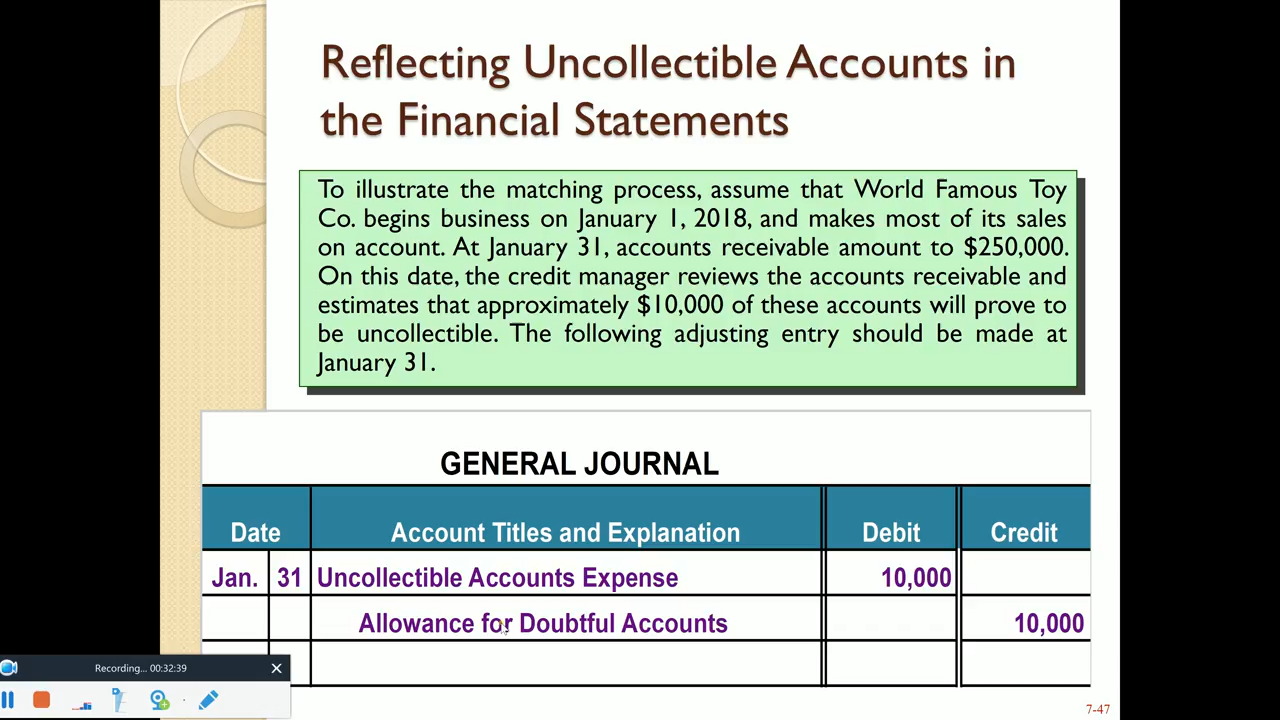 Reflecting Uncollectible Accounts in
the Financial Statements
To illustrate the matching process, assume that World Famous Toy
Co. begins business on January 1, 2018, and makes most of its sales
on account. At January 31, accounts receivable amount to $250,000.
On this date, the credit manager reviews the accounts receivable and
estimates that approximately $10,000 of these accounts will prove to
be uncollectible. The following adjusting entry should be made at
January 31.
GENERAL JOURNAL
Date Account Titles and Explanation Debit Credit
Jan. 31 Uncollectible Accounts Expense 10,000
Allowance for Doubtful Accounts 10,000
Recording... 00:32:39
7-47